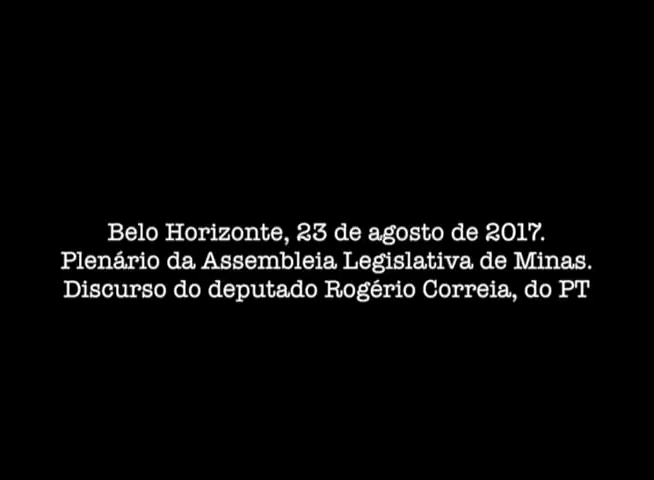 Belo Horizonte, 23 de agosto de 2017.
Plenário da Assembleia Legislativa de Minas.
Discurso do deputado Rogério Correia, do PT